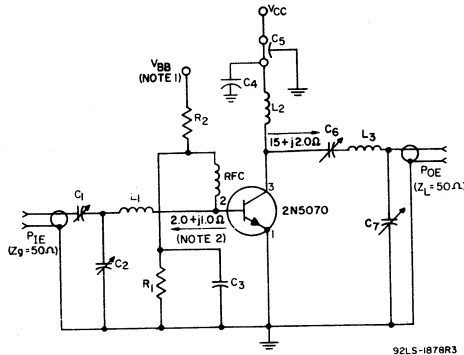 VCC
C5
C4
VBB
(NOTE 1)
R2
L2
15+j2.0Ω
C6
L3
RFC
3
POE
(ZL=50Ω)
C1
L1
2
2.0+j1.0Ω
(NOTE 2)
2N5070
1
C7
PIE
(Zg=50Ω)
C2
R1
C3
92LS-1878R3